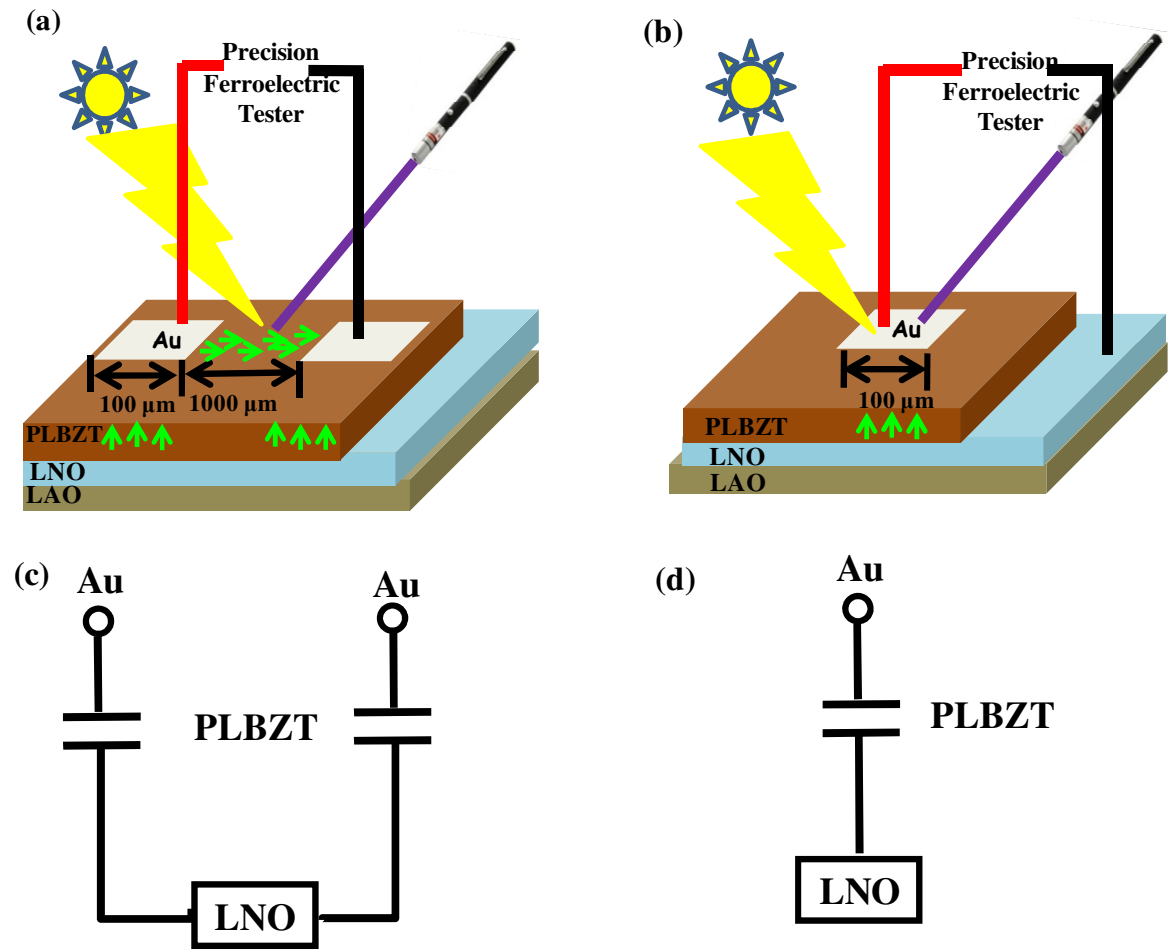 (a)
Precision
Ferroelectric
Tester
Au
100 µm
1000 µm
PLBZT
LNO
LAO
(b)
Precision
Ferroelectric
Tester
Au
100 µm
PLBZT
LNO
LAO
(c)
Au
Au
PLBZT
LNO
(d)
Au
PLBZT
LNO